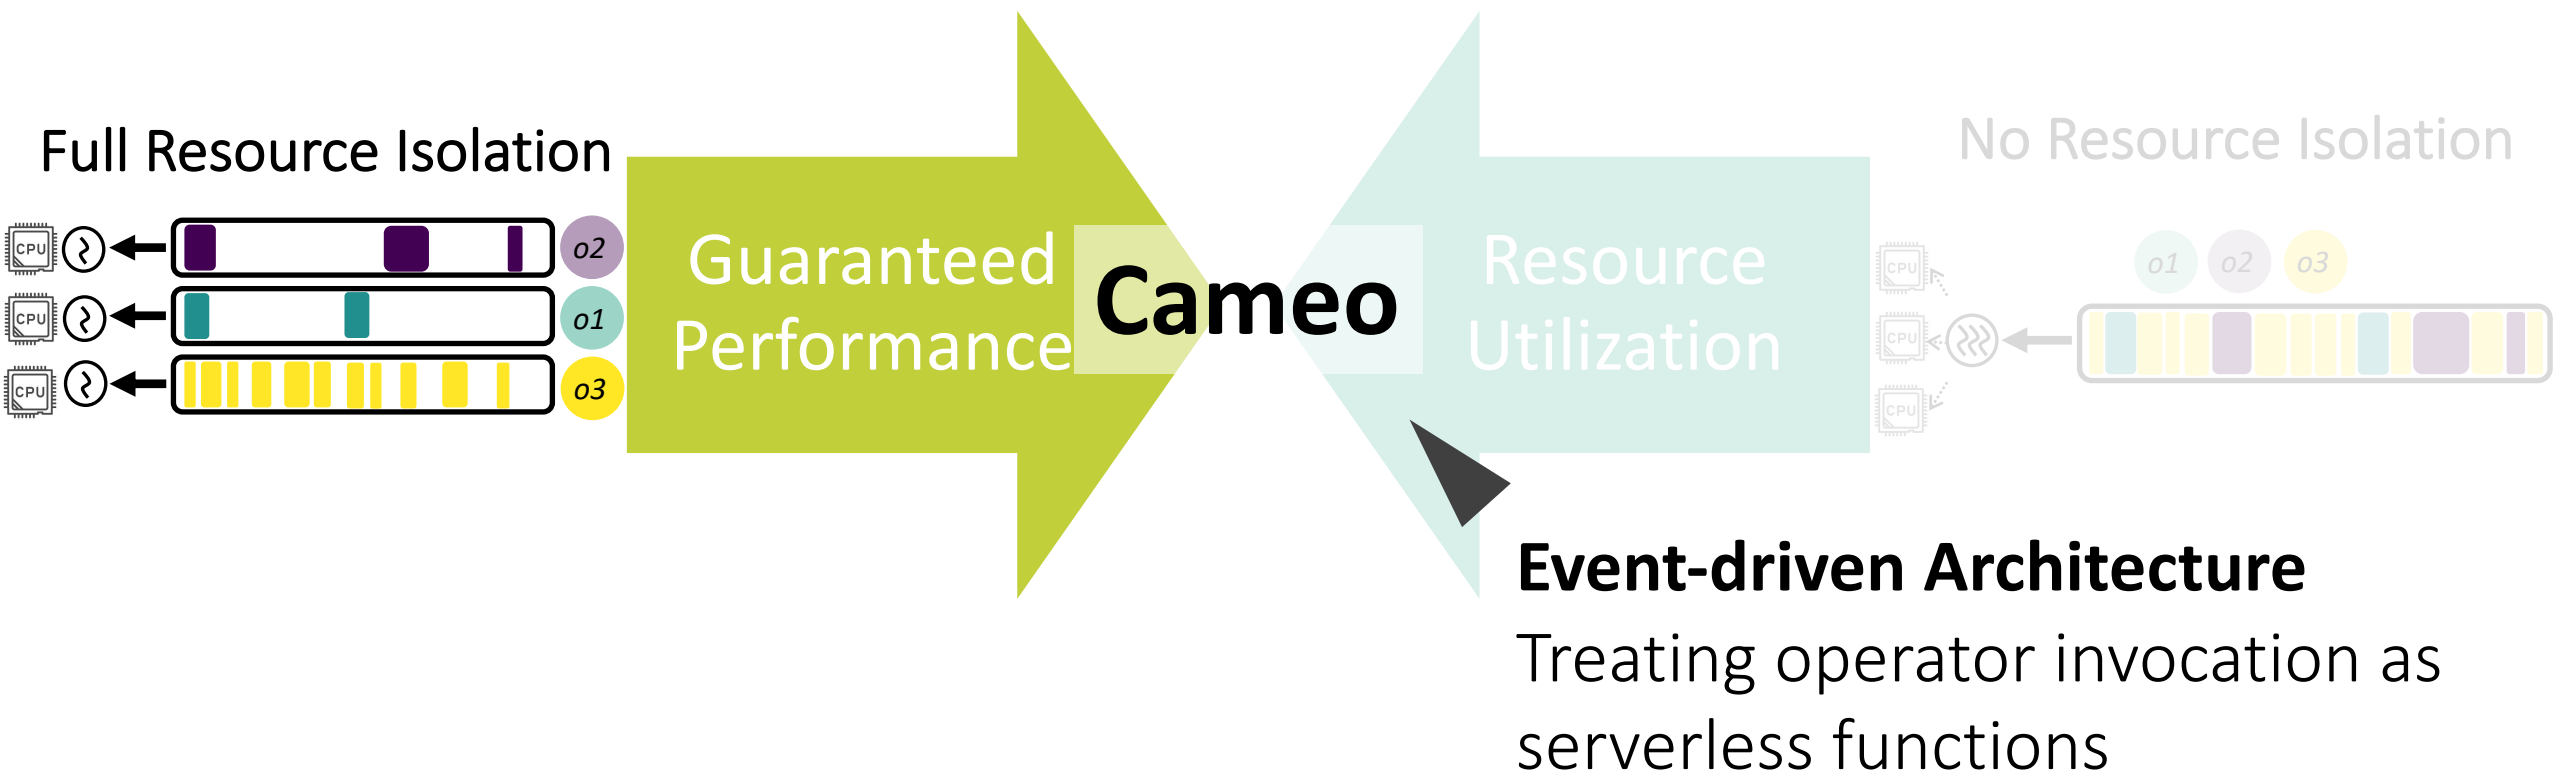 Full Resource Isolation
CPU
o2
CPU
o1
CPU
o3
Guaranteed
Performance
Cameo
Resource
Utilization
No Resource Isolation
CPU
CPU
CPU
o1 o2 o3
Event-driven Architecture
Treating operator invocation as
serverless functions